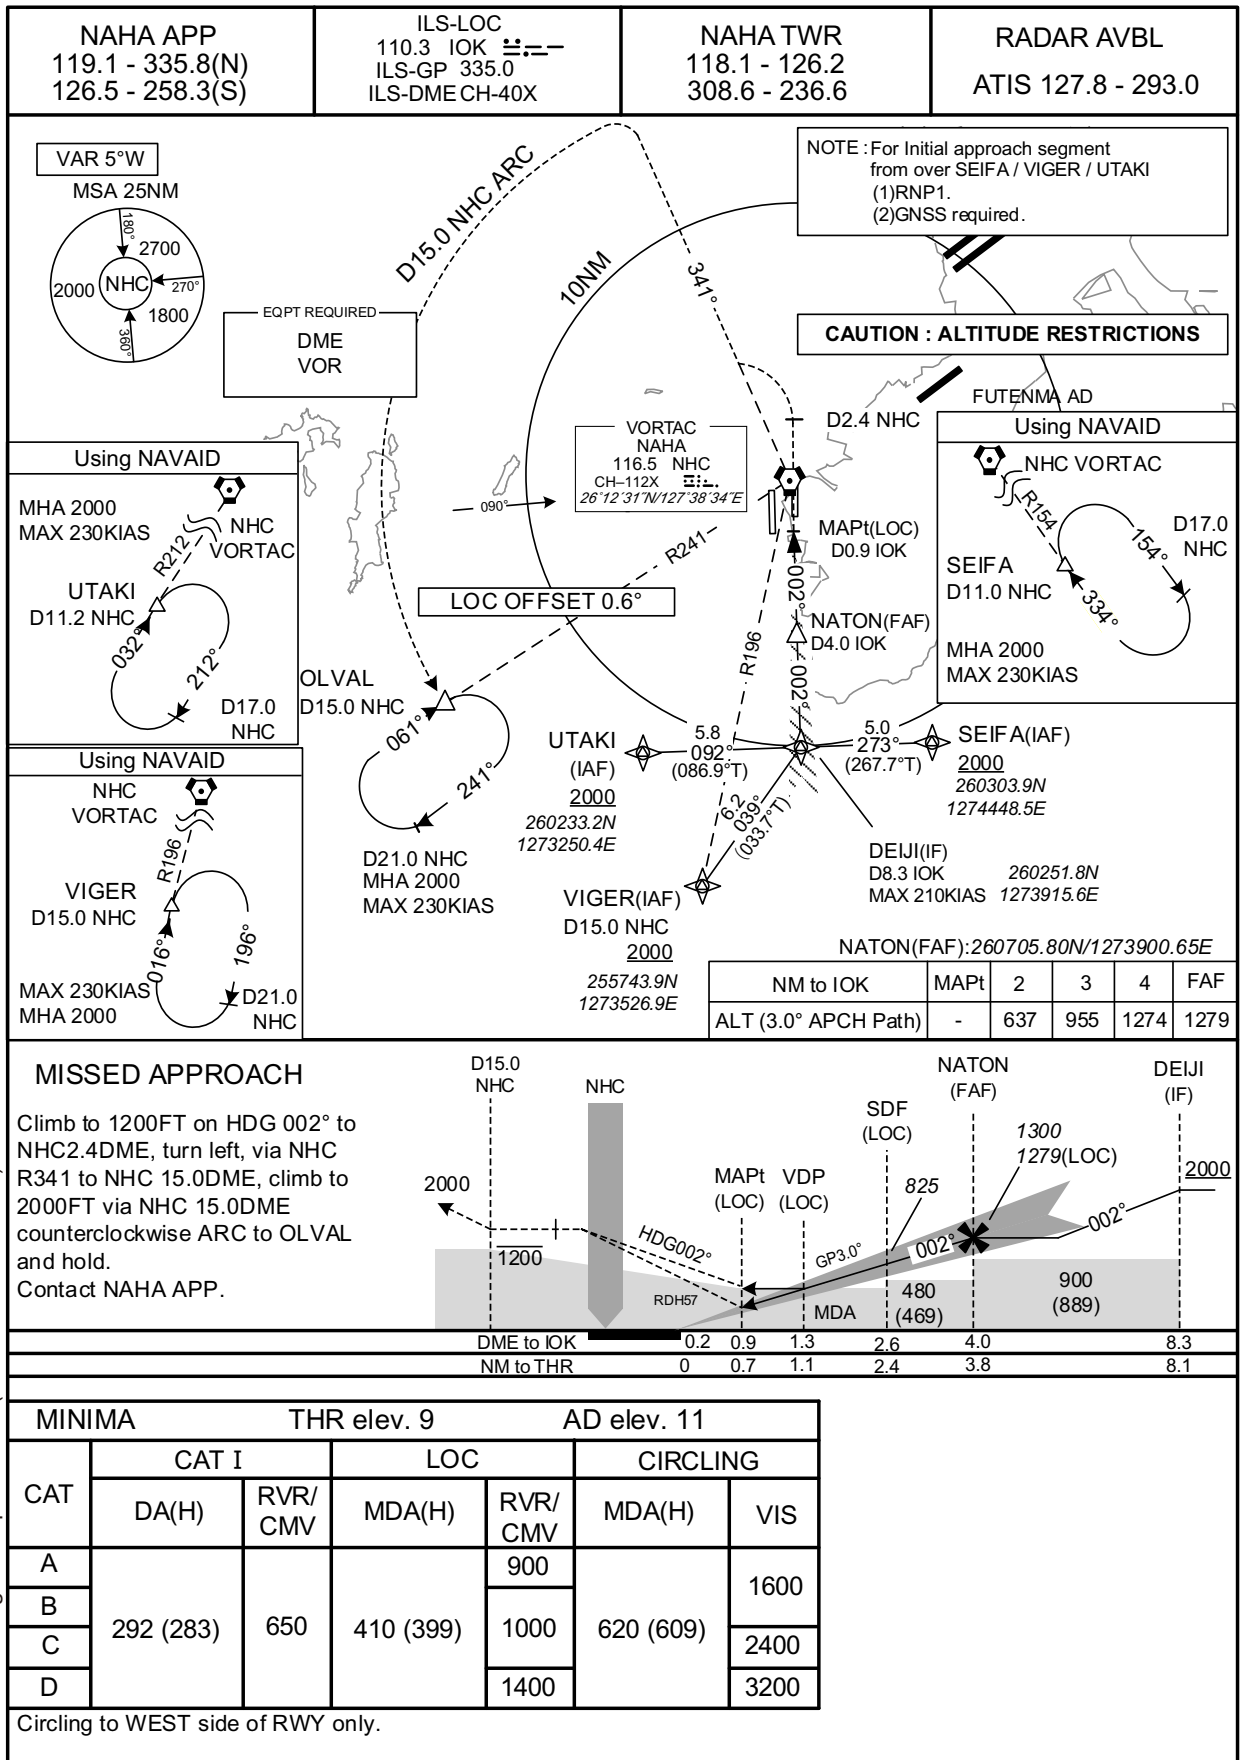 NAHA APP
119.1 - 335.8(N)
126.5 - 258.3(S)
ILS-LOC
110.3 IOK
ILS-GP 335.0
ILS-DME CH-40X
NAHA TWR
118.1 - 126.2
308.6 - 236.6
RADAR AVBL
ATIS 127.8 - 293.0
VAR 5°W
MSA 25NM
180°
2700
NHC
270°
2000
1800
360°
D15.0 NHC ARC
10NM
341°
NOTE : For Initial approach segment
from over SEIFA / VIGER / UTAKI
(1)RNP1.
(2)GNSS required.
EQPT REQUIRED
DME
VOR
CAUTION : ALTITUDE RESTRICTIONS
FUTENMA AD
D2.4 NHC
VORTAC
NAHA
116.5 NHC
CH–112X
26°12´31″N/127°38´34″E
090°
R241
MAPt(LOC)
D0.9 IOK
LOC OFFSET 0.6°
002°
NATON(FAF)
D4.0 IOK
R196
002°
Using NAVAID
MHA 2000
MAX 230KIAS
NHC
VORTAC
R212
UTAKI
D11.2 NHC
032°
212°
D17.0
NHC
Using NAVAID
NHC VORTAC
R154
154°
D17.0
NHC
SEIFA
D11.0 NHC
334°
MHA 2000
MAX 230KIAS
Using NAVAID
NHC
VORTAC
R196
VIGER
D15.0 NHC
016°
196°
MAX 230KIAS
MHA 2000
D21.0
NHC
OLVAL
D15.0 NHC
061°
241°
D21.0 NHC
MHA 2000
MAX 230KIAS
UTAKI
(IAF)
2000
260233.2N
1273250.4E
5.8
092°
(086.9°T)
5.0
273°
(267.7°T)
SEIFA(IAF)
2000
260303.9N
1274448.5E
6.2
039°
(033.7°T)
VIGER(IAF)
D15.0 NHC
2000
255743.9N
1273526.9E
DEIJI(IF)
D8.3 IOK
MAX 210KIAS
260251.8N
1273915.6E
NATON(FAF):260705.80N/1273900.65E
NM to IOK MAPt 2 3 4 FAF
ALT (3.0° APCH Path) - 637 955 1274 1279
MISSED APPROACH
Climb to 1200FT on HDG 002° to
NHC2.4DME, turn left, via NHC
R341 to NHC 15.0DME, climb to
2000FT via NHC 15.0DME
counterclockwise ARC to OLVAL
and hold.
Contact NAHA APP.
D15.0
NHC
NHC
2000
1200
HDG002°
RDH57
MAPt
(LOC)
VDP
(LOC)
SDF
(LOC)
825
NATON
(FAF)
1300
1279(LOC)
DEIJI
(IF)
2000
GP3.0°
002°
002°
MDA
480
(469)
900
(889)
DME to IOK 0.2 0.9 1.3 2.6 4.0 8.3
NM to THR 0 0.7 1.1 2.4 3.8 8.1
MINIMA THR elev. 9 AD elev. 11
CAT
CAT I LOC CIRCLING
DA(H) RVR/CMV MDA(H) RVR/CMV MDA(H) VIS
A
B
C
D
292 (283) 650 410 (399)
900
1000
1400
620 (609)
1600
2400
3200
Circling to WEST side of RWY only.